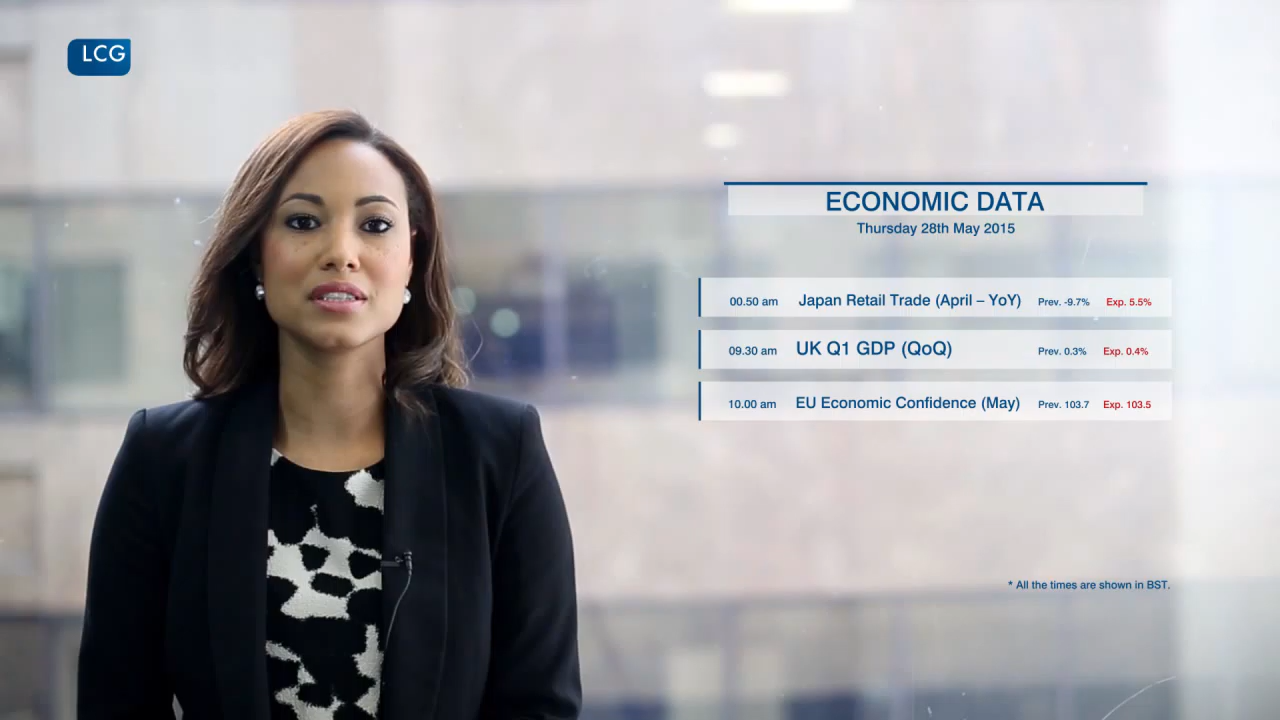 LCG
ECONOMIC DATA
Thursday 28th May 2015
00.50 am Japan Retail Trade (April – YoY) Prev. -9.7% Exp. 5.5%
09.30 am UK Q1 GDP (QoQ) Prev. 0.3% Exp. 0.4%
10.00 am EU Economic Confidence (May) Prev. 103.7 Exp. 103.5
* All the times are shown in BST.